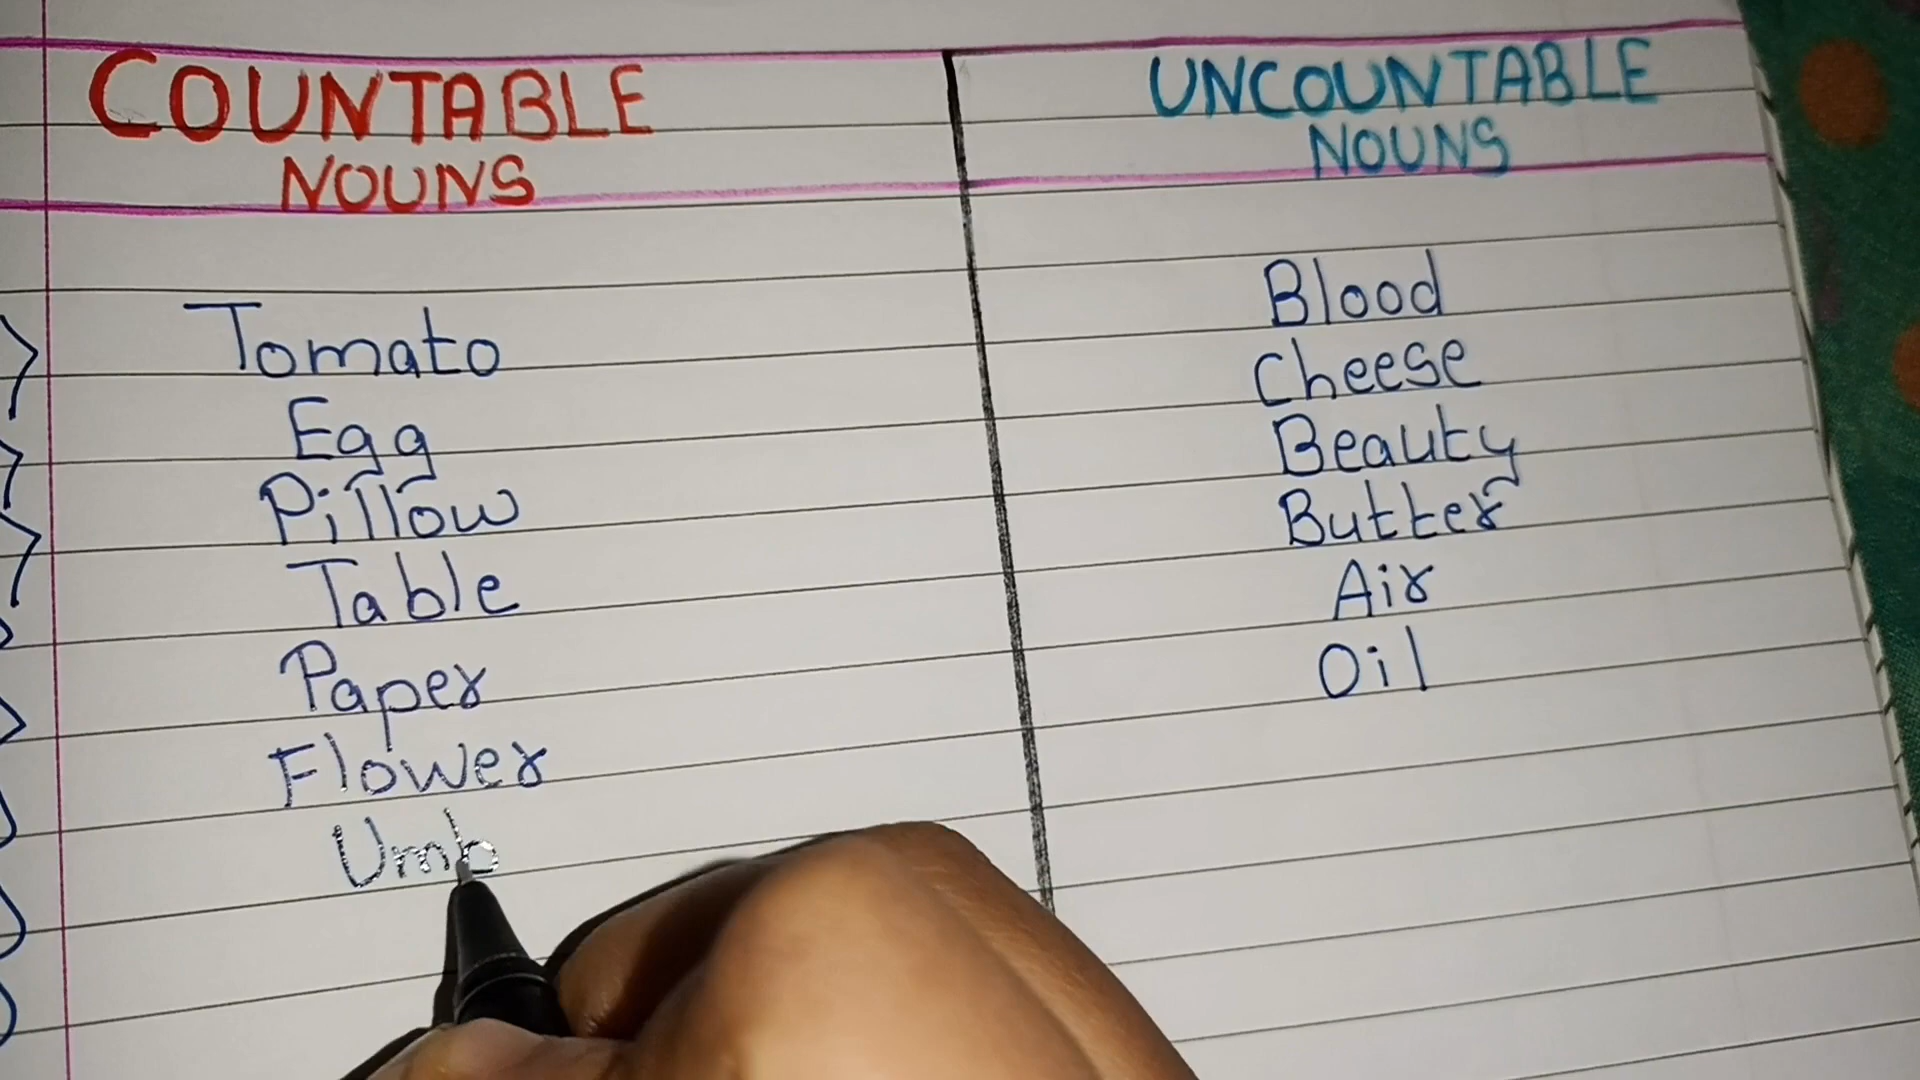 COUNTABLE
NOUNS
Tomato
Egg
Pillow
Table
Paper
Flower
Umb
UNCOUNTABLE
NOUNS
Blood
Cheese
Beauty
Butter
Air
Oil